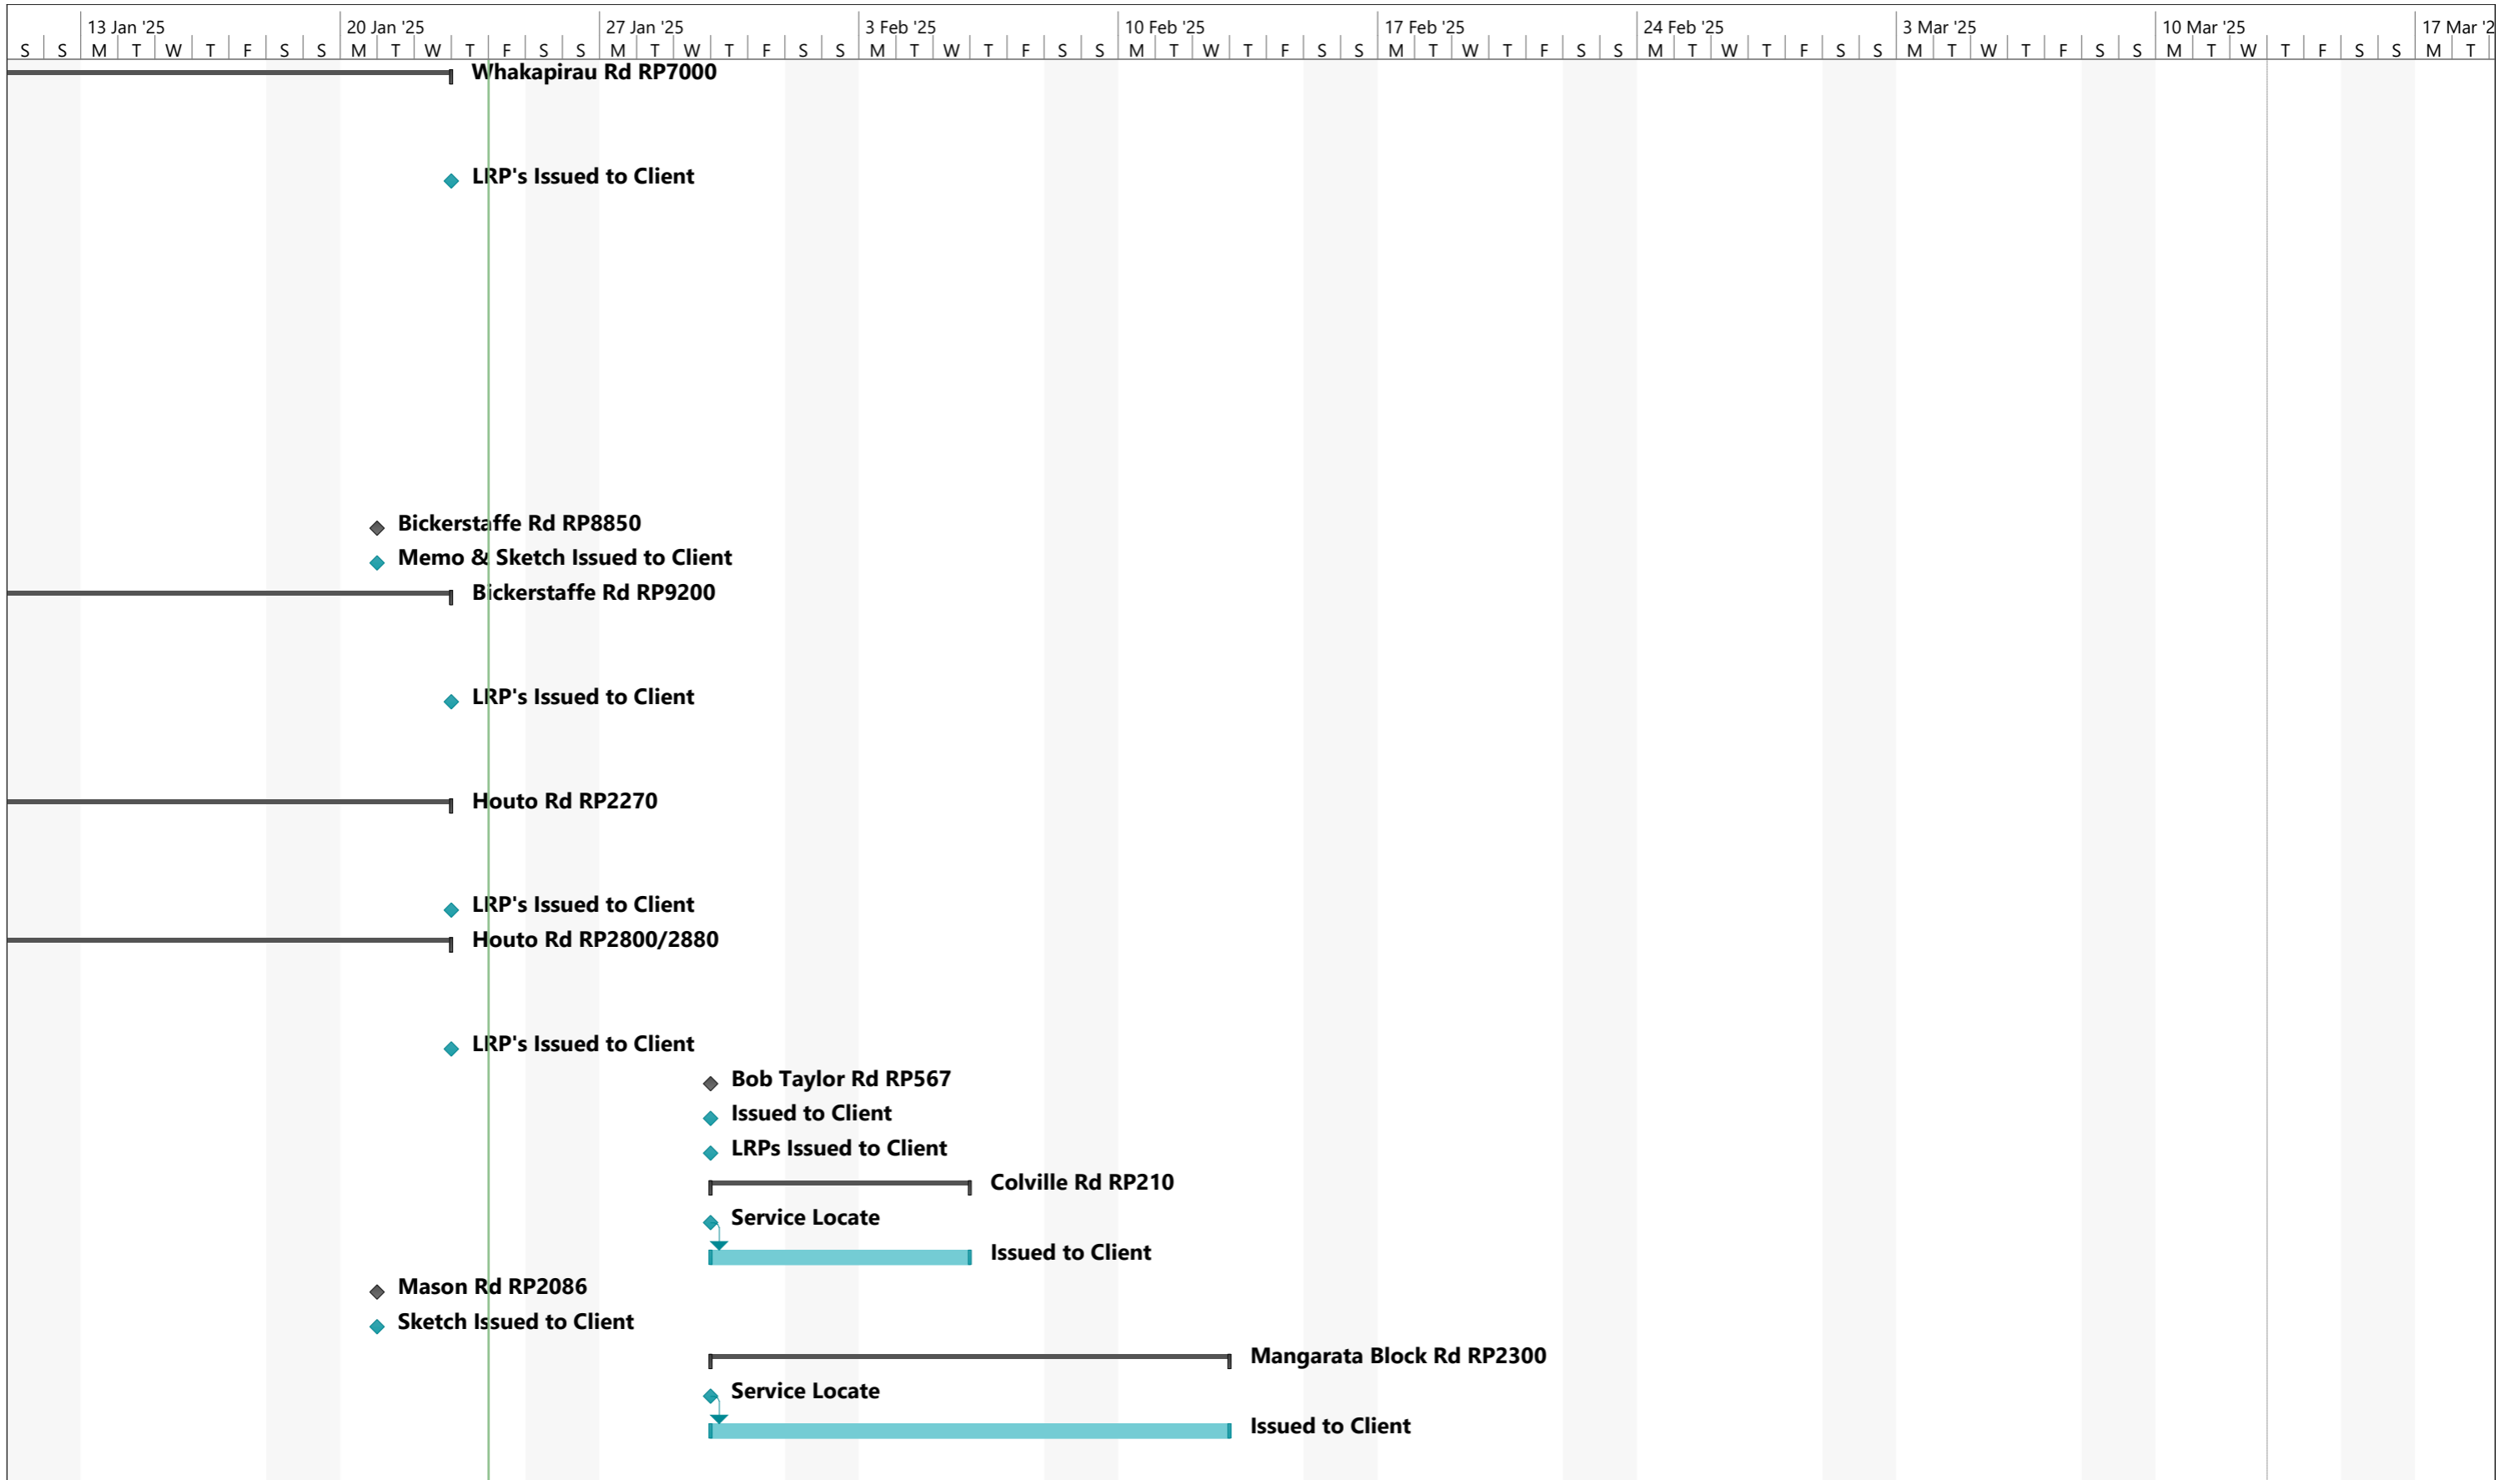 13 Jan '25 20 Jan '25 27 Jan '25 3 Feb '25 10 Feb '25 17 Feb '25 24 Feb '25 3 Mar '25 10 Mar '25 17 Mar '2
S S M T W T F S S M T W T F S S M T W T F S S M T W T F S S M T W T F S S M T W T F S S M T W T F S S M T W T F S S M T W T F S S M T
Whakapirau Rd RP7000
LRP's Issued to Client
Bickerstaffe Rd RP8850
Memo & Sketch Issued to Client
Bickerstaffe Rd RP9200
LRP's Issued to Client
Houto Rd RP2270
LRP's Issued to Client
Houto Rd RP2800/2880
LRP's Issued to Client
Bob Taylor Rd RP567
Issued to Client
LRPs Issued to Client
Colville Rd RP210
Service Locate
Issued to Client
Mason Rd RP2086
Sketch Issued to Client
Mangarata Block Rd RP2300
Service Locate
Issued to Client